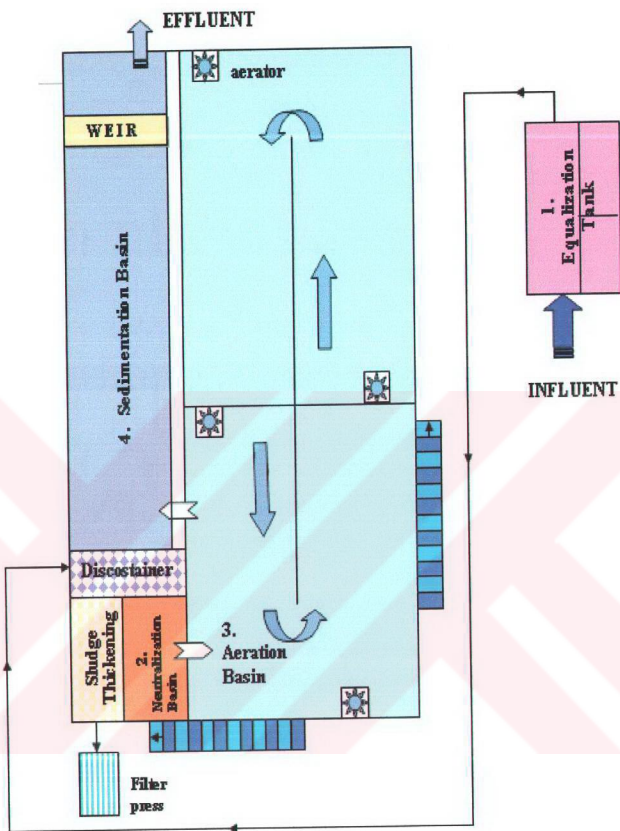 EFFLUENT
aerator
WEIR
1.
Equalization
Tank
4. Sedimentation Basin
INFLUENT
Discostainer
Sludge
Thickening
2.
Neutralization
Basin
3.
Aeration
Basin
Filter
press